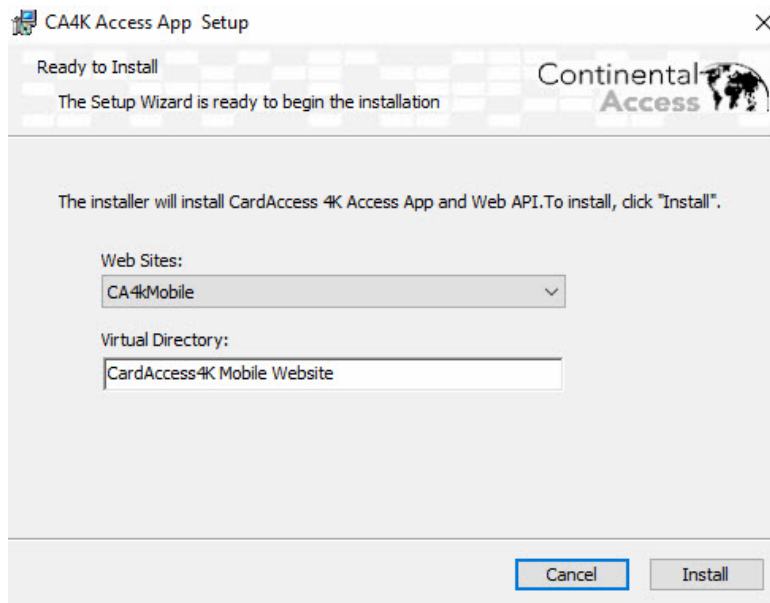 CA4K Access App Setup
Ready to Install
The Setup Wizard is ready to begin the installation
Continental
Access
The installer will install CardAccess 4K Access App and Web API.To install, click "Install".
Web Sites:
CA4kMobile
Virtual Directory:
CardAccess4K Mobile Website
Cancel
Install